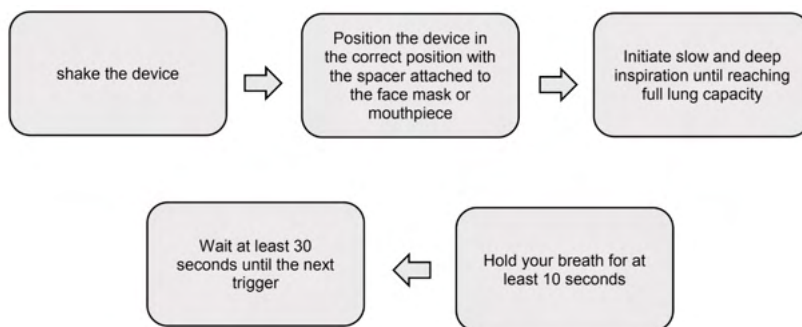 shake the device
Position the device in
the correct position with
the spacer attached to
the face mask or
mouthpiece
Initiate slow and deep
inspiration until reaching
full lung capacity
Hold your breath for at
least 10 seconds
Wait at least 30
seconds until the next
trigger